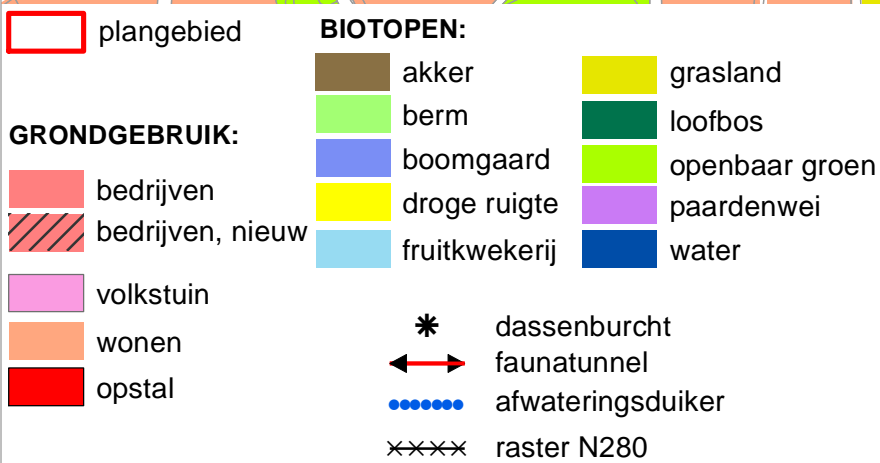 plangebied
GRONDGEBRUIK:
bedrijven
bedrijven, nieuw
volkstuin
wonen
opstal
BIOTOPEN:
akker
berm
boomgaard
droge ruigte
fruitkwekerij
grasland
loofbos
openbaar groen
paardenwei
water
dassenburcht
faunatunnel
afwateringsduiker
raster N280